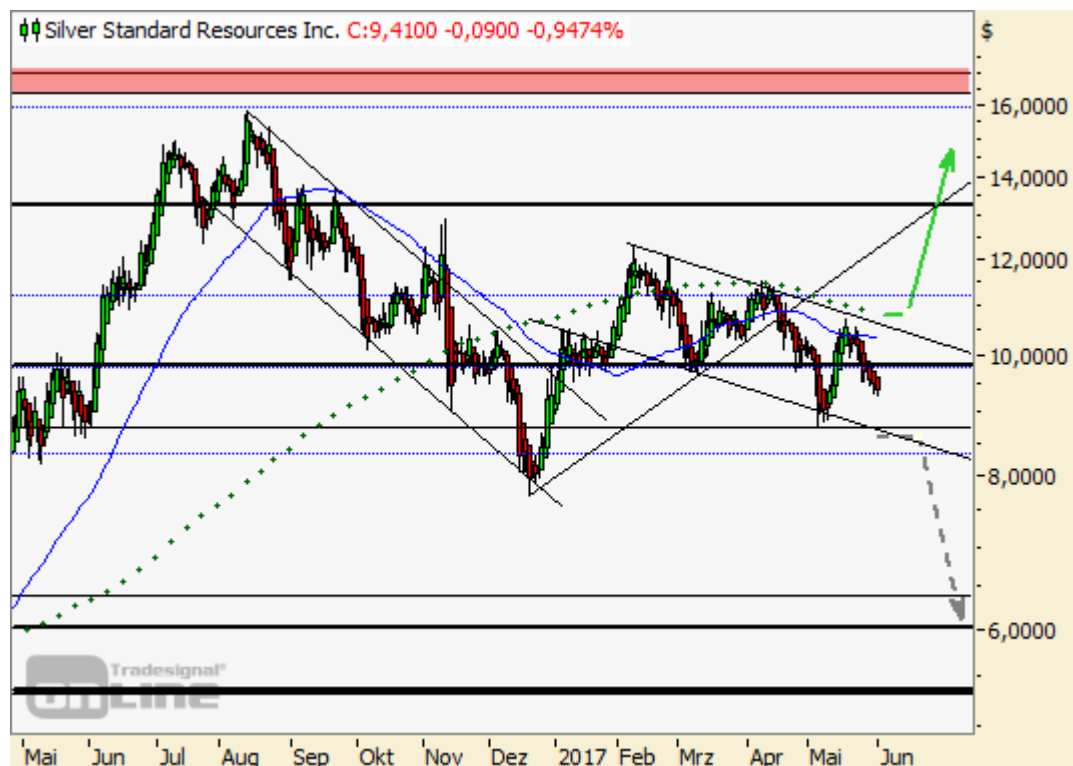 Silver Standard Resources Inc. C:9,4100 -0,0900 -0,9474%
$
16,0000
14,0000
12,0000
10,0000
8,0000
6,0000
Tradesignal®
onLINE
Mai Jun Jul Aug Sep Okt Nov Dez 2017 Feb Mrz Apr Mai Jun